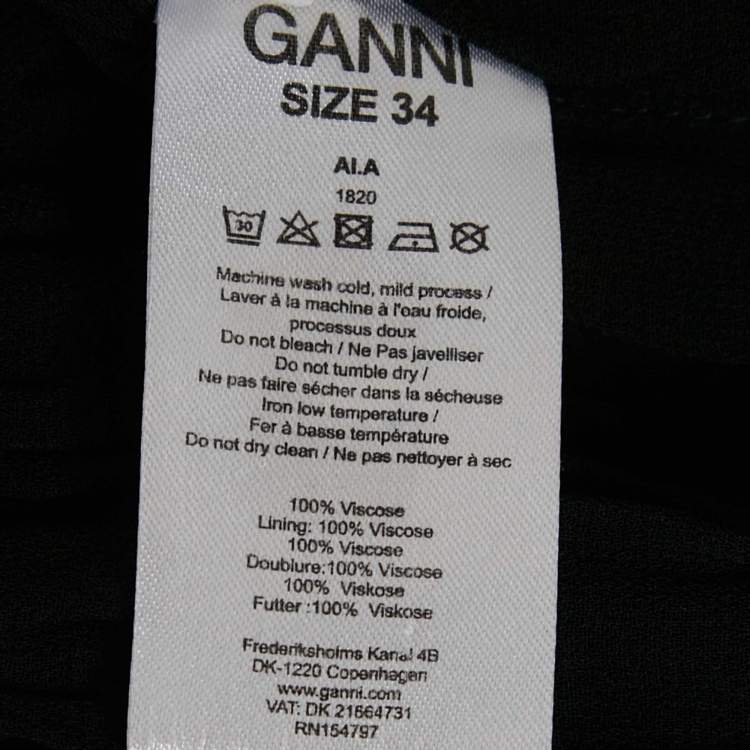 GANNI
SIZE 34
AI.A
1820
30
Machine wash cold, mild process /
Laver à la machine à l'eau froide,
processus doux
Do not bleach / Ne Pas javelliser
Do not tumble dry /
Ne pas faire sécher dans la sécheuse
Iron low temperature /
Fer à basse température
Do not dry clean / Ne pas nettoyer à sec
100% Viscose
Lining: 100% Viscose
100% Viscose
Doublure:100% Viscose
100% Viskose
Futter :100% Viskose
Frederiksholms Kanal 4B
DK-1220 Copenhagen
www.ganni.com
VAT: DK 21664731
RN154797